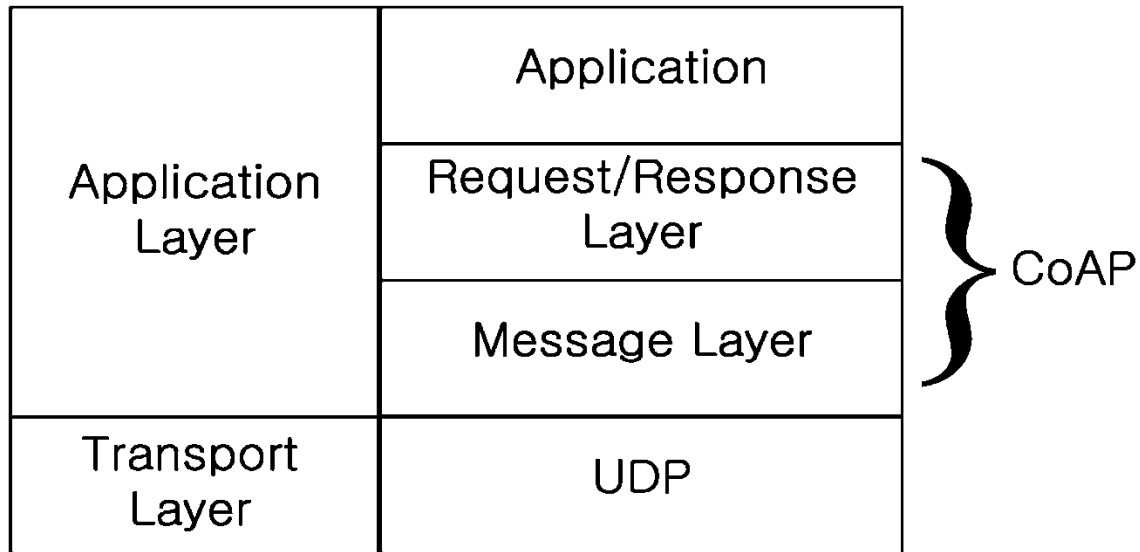 Application
Layer
Application
Request/Response
Layer
Message Layer
CoAP
Transport
Layer
UDP